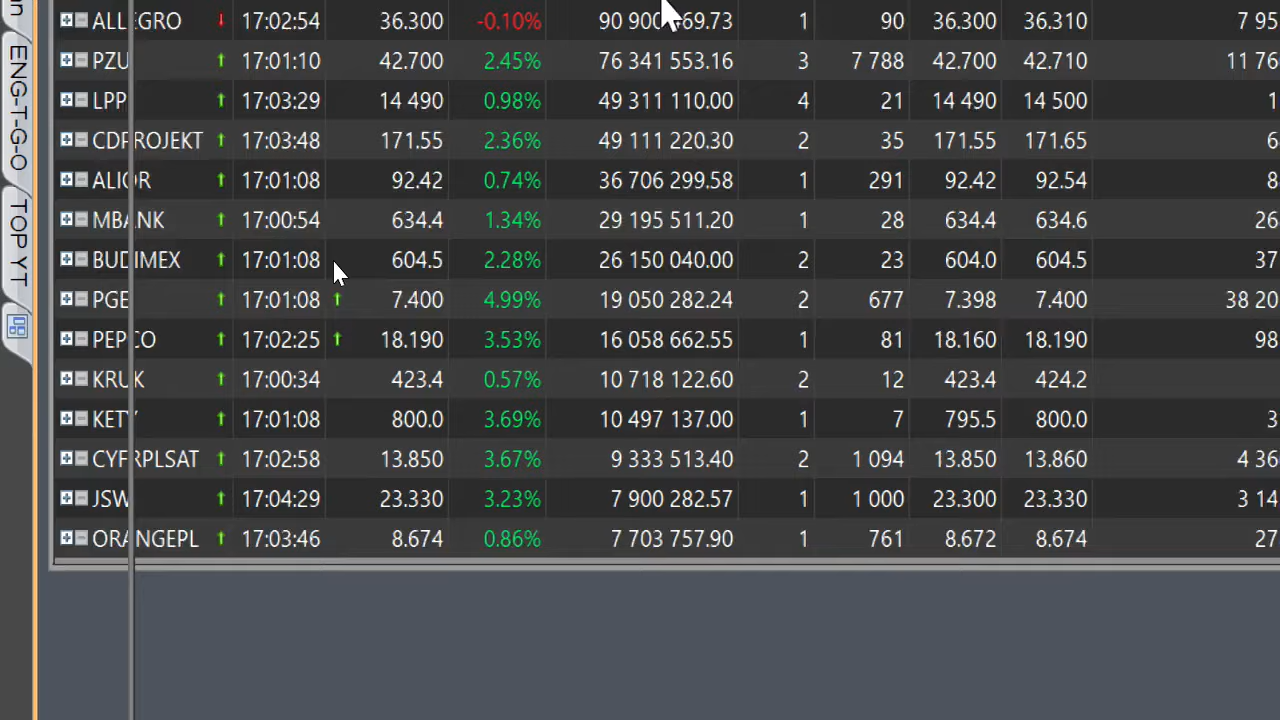 ALLEGRO 17:02:54 36.300 -0.10% 90 900 69.73 1 90 36.300 36.310 7 95
PZU 17:01:10 42.700 2.45% 76 341 553.16 3 7 788 42.700 42.710 11 76
LPP 17:03:29 14 490 0.98% 49 311 110.00 4 21 14 490 14 500 1
CDPROJEKT 17:03:48 171.55 2.36% 49 111 220.30 2 35 171.55 171.65 6
ALIOR 17:01:08 92.42 0.74% 36 706 299.58 1 291 92.42 92.54 8
MBANK 17:00:54 634.4 1.34% 29 195 511.20 1 28 634.4 634.6 26
BUDIMEX 17:01:08 604.5 2.28% 26 150 040.00 2 23 604.0 604.5 37
PGE 17:01:08 7.400 4.99% 19 050 282.24 2 677 7.398 7.400 38 20
PEPCO 17:02:25 18.190 3.53% 16 058 662.55 1 81 18.160 18.190 98
KRUK 17:00:34 423.4 0.57% 10 718 122.60 2 12 423.4 424.2
KETY 17:01:08 800.0 3.69% 10 497 137.00 1 7 795.5 800.0 3
CYFRPLSAT 17:02:58 13.850 3.67% 9 333 513.40 2 1 094 13.850 13.860 4 36
JSW 17:04:29 23.330 3.23% 7 900 282.57 1 1 000 23.300 23.330 3 14
ORANGEPL 17:03:46 8.674 0.86% 7 703 757.90 1 761 8.672 8.674 27
ENG-T-G-O
TOP YT